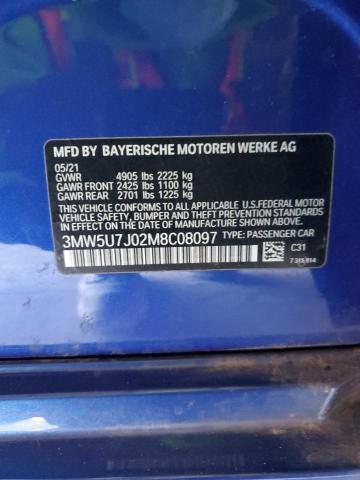 MFD BY BAYERISCHE MOTOREN WERKE AG
05/21
GVWR 4905 lbs 2225 kg
GAWR FRONT 2425 lbs 1100 kg
GAWR REAR 2701 lbs 1225 kg
THIS VEHICLE CONFORMS TO ALL APPLICABLE
U.S.FEDERAL MOTOR
VEHICLE SAFETY, BUMPER AND THEFT PREVENTION STANDARDS
IN EFFECT ON THE DATE OF MANUFACTURE SHOWN ABOVE.
3MW5U7J02M8C08097 TYPE: PASSENGER CAR
C31